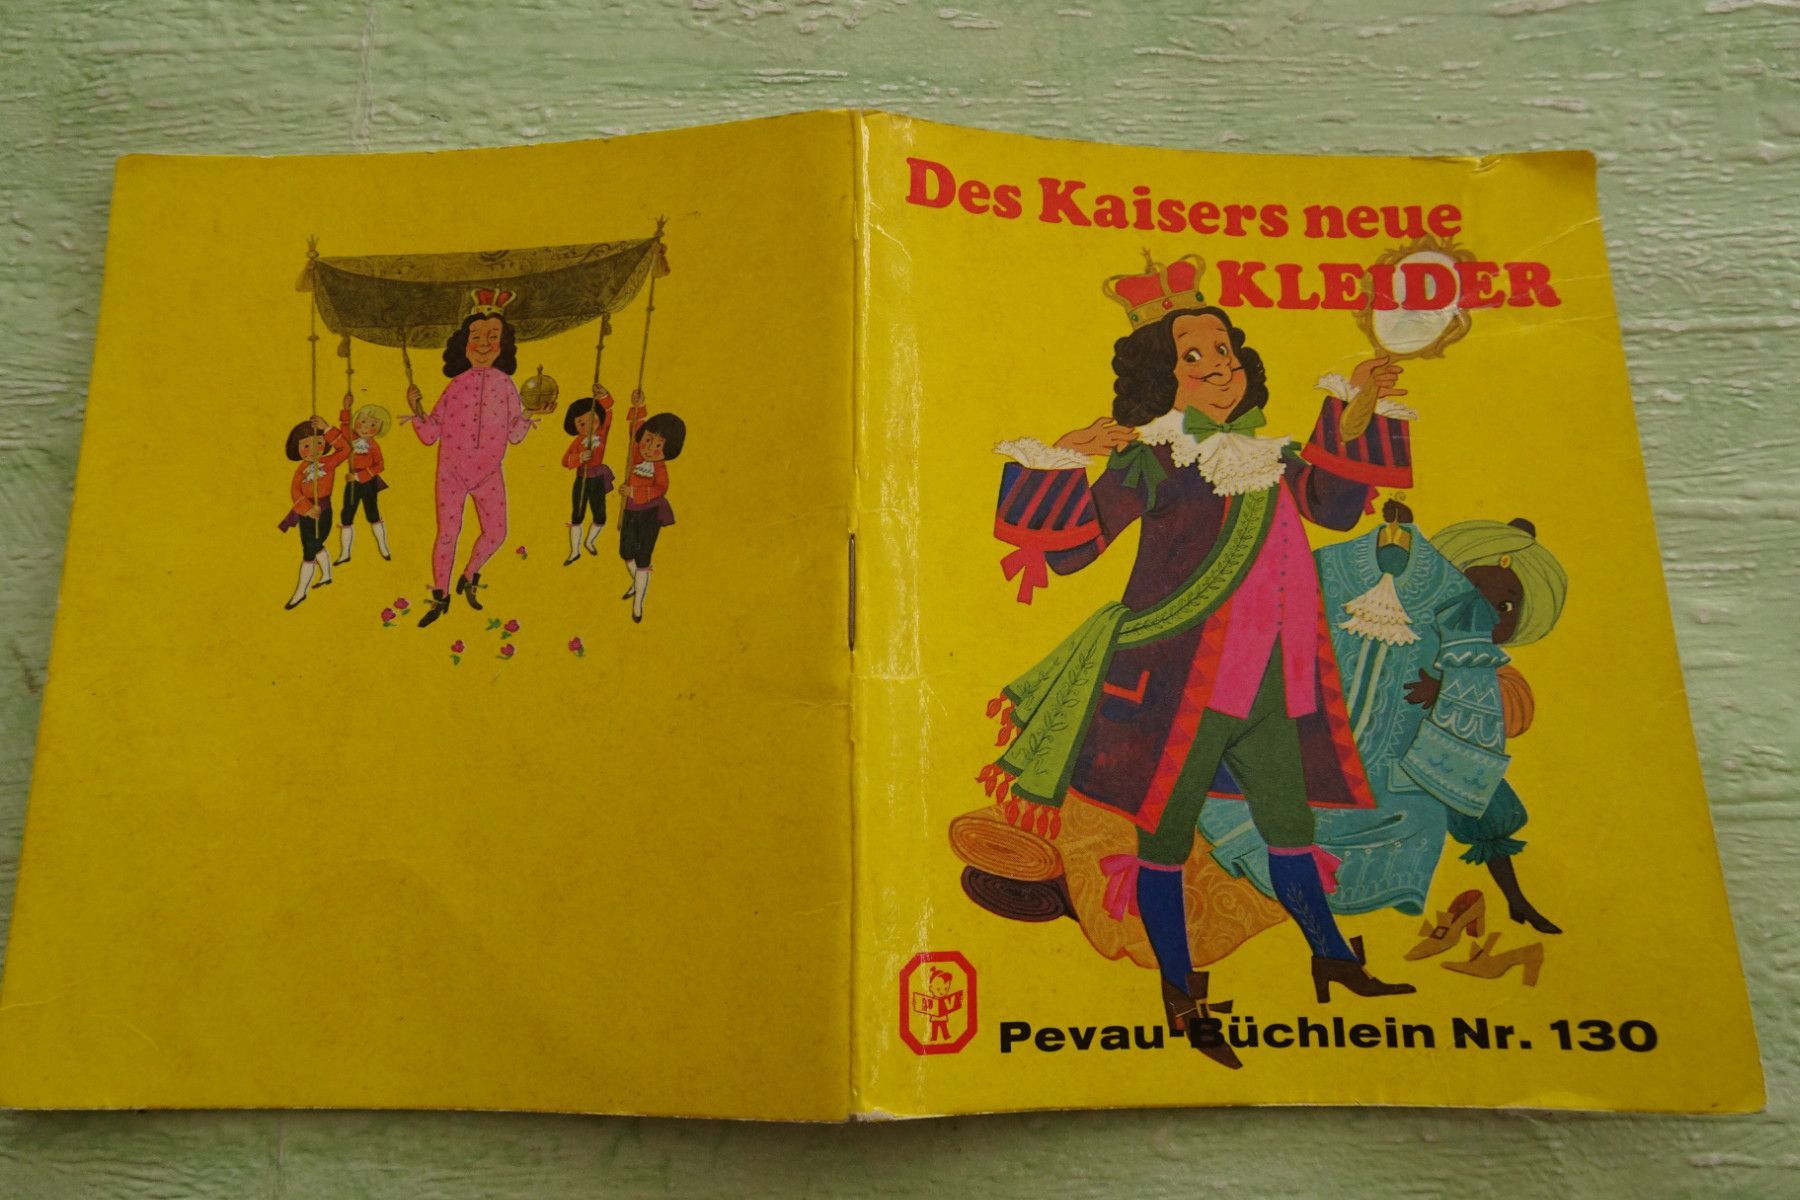 Des Kaisers neue
KLEIDER
P V
Pevau-Büchlein Nr. 130